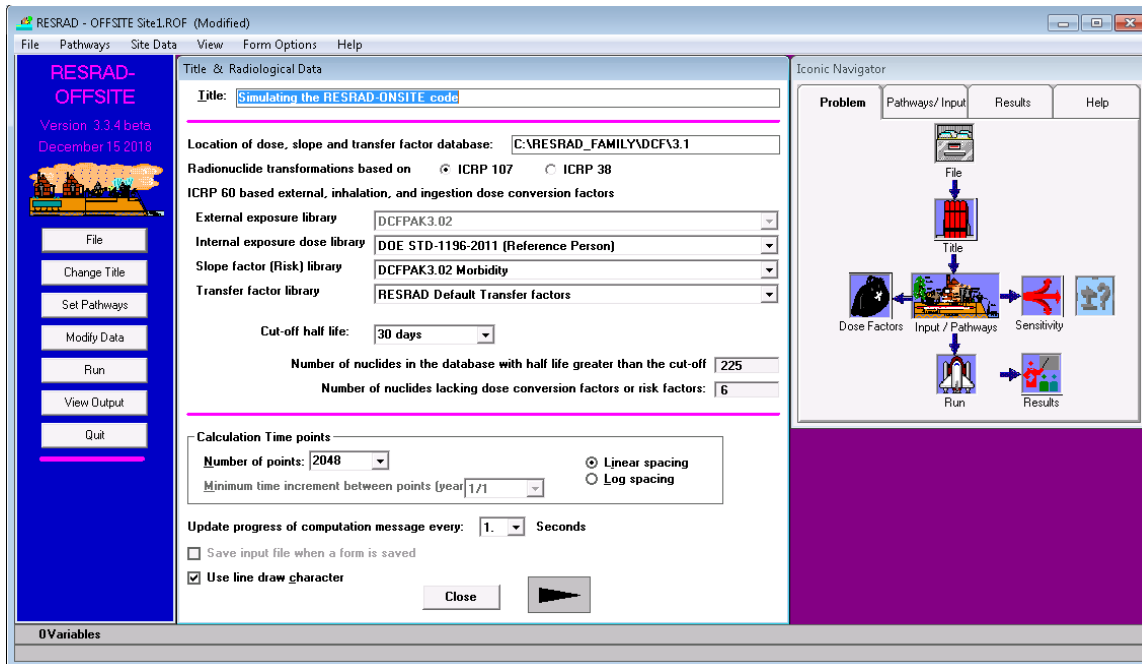 RESRAD - OFFSITE Site1.ROF (Modified)
File Pathways Site Data View Form Options Help
RESRAD-
OFFSITE
Version 3.3.4 beta
December 15 2018
File
Change Title
Set Pathways
Modify Data
Run
View Output
Quit
Title & Radiological Data
Title: Simulating the RESRAD-ONSITE code
Location of dose, slope and transfer factor database: C:\RESRAD_FAMILY\DCF\3.1
Radionuclide transformations based on ICRP 107 ICRP 38
ICRP 60 based external, inhalation, and ingestion dose conversion factors
External exposure library DCFPAK3.02
Internal exposure dose library DOE STD-1196-2011 (Reference Person)
Slope factor (Risk) library DCFPAK3.02 Morbidity
Transfer factor library RESRAD Default Transfer factors
Cut-off half life: 30 days
Number of nuclides in the database with half life greater than the cut-off 225
Number of nuclides lacking dose conversion factors or risk factors: 6
Calculation Time points
Number of points: 2048
Linear spacing
Log spacing
Minimum time increment between points (year 1/1
Update progress of computation message every: 1. Seconds
Save input file when a form is saved
Use line draw character
Close
Iconic Navigator
Problem Pathways/Input Results Help
File
Title
Dose Factors Input / Pathways Sensitivity
Run Results
0 Variables